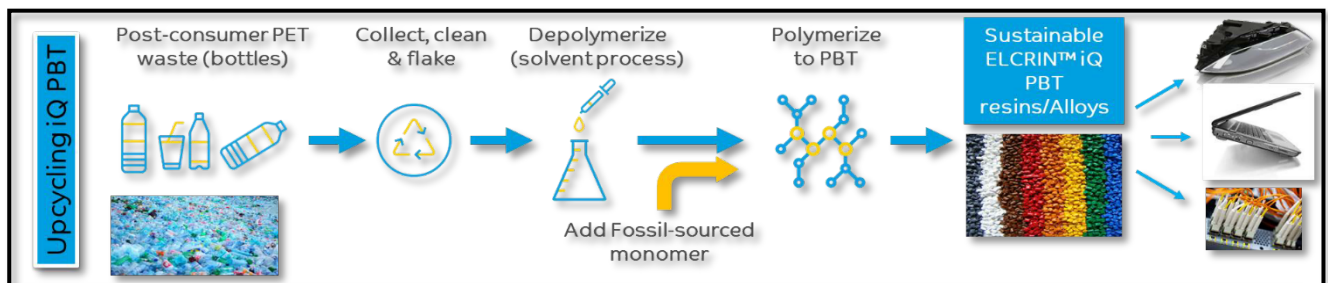 Upcycling iQ PBT
Post-consumer PET
waste (bottles)
Collect, clean
& flake
Depolymerize
(solvent process)
Add Fossil-sourced
monomer
Polymerize
to PBT
Sustainable
ELCRIN™ iQ
PBT
resins/Alloys